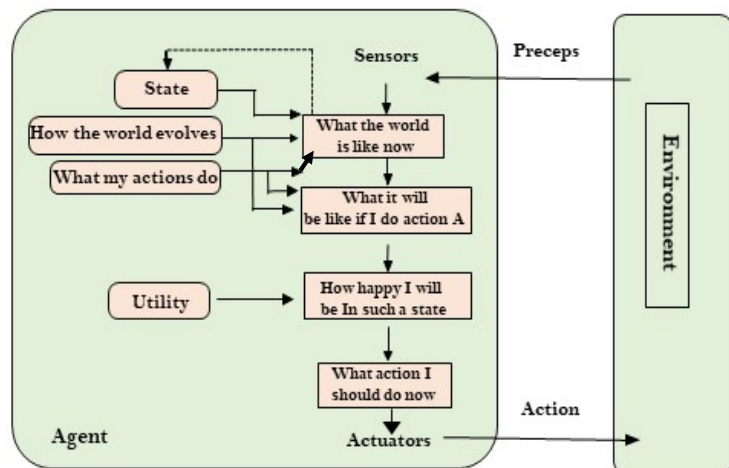 Sensors
Preceps
State
How the world evolves
What the world
is like now
What my actions do
What it will
be like if I do action A
Environment
How happy I will
be In such a state
Utility
What action I
should do now
Action
Agent
Actuators